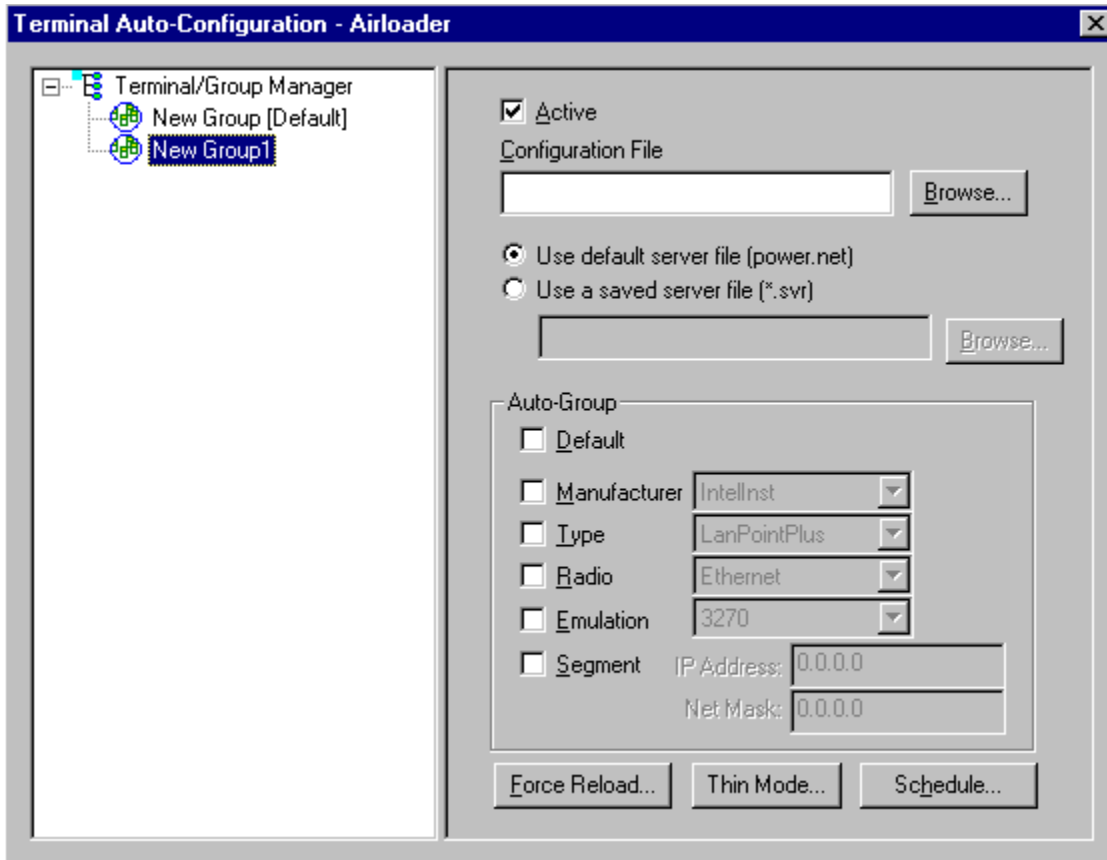 Terminal Auto-Configuration - Airloader
Terminal/Group Manager
New Group [Default]
New Group1
Active
Configuration File
Browse...
Use default server file (power.net)
Use a saved server file (*.svr)
Browse...
Auto-Group
Default
Manufacturer IntelInst
Type LanPointPlus
Radio Ethernet
Emulation 3270
Segment IP Address: 0.0.0.0
Net Mask: 0.0.0.0
Force Reload... Thin Mode... Schedule...